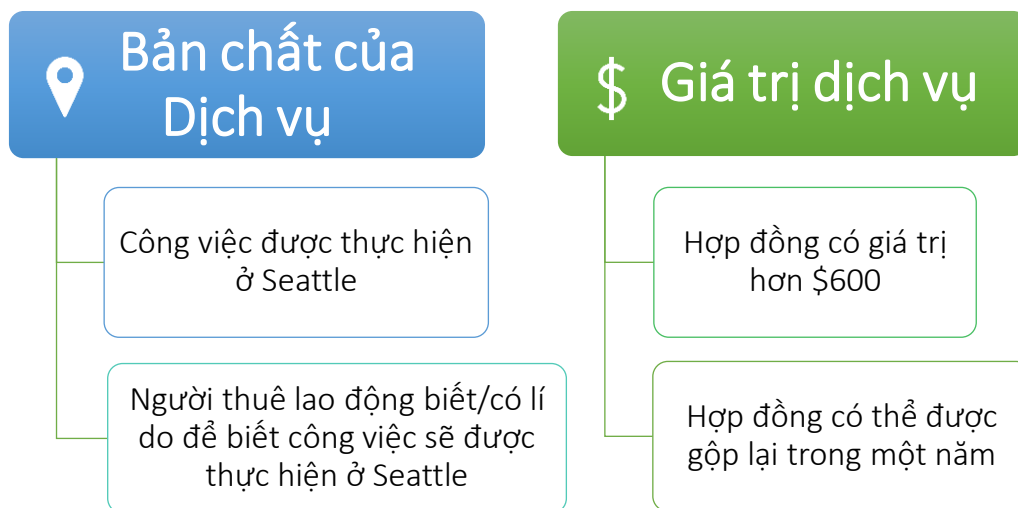 Bản chất của
Dịch vụ
Công việc được thực hiện
ở Seattle
Người thuê lao động biết/có lí
do để biết công việc sẽ được
thực hiện ở Seattle
$ Giá trị dịch vụ
Hợp đồng có giá trị
hơn $600
Hợp đồng có thể được
gộp lại trong một năm